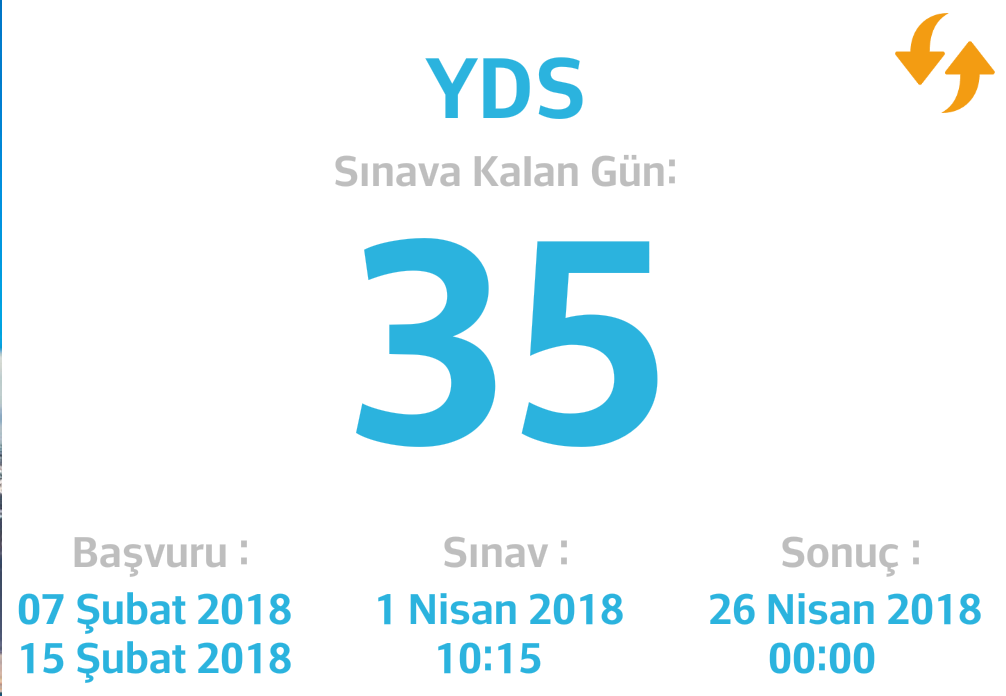 YDS
Sınava Kalan Gün:
35
Başvuru :
07 Şubat 2018
15 Şubat 2018
Sınav :
1 Nisan 2018
10:15
Sonuç :
26 Nisan 2018
00:00